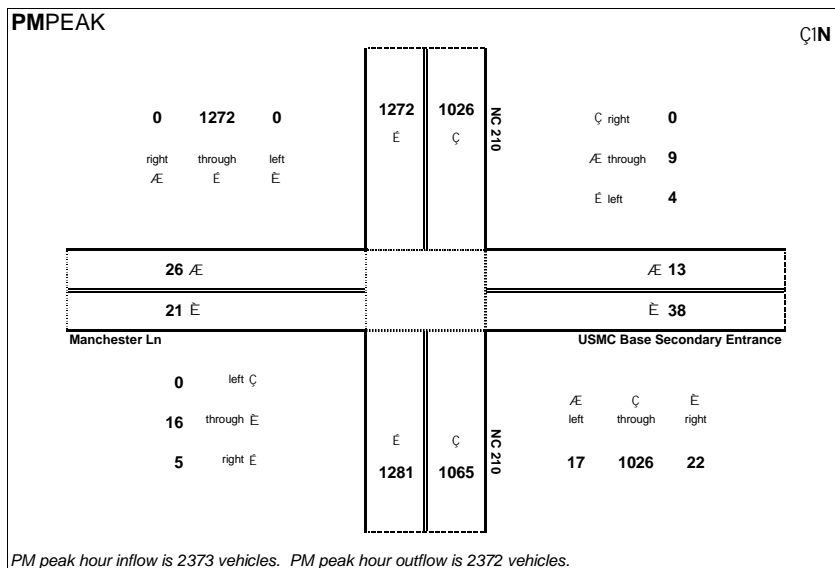 PMPEAK
Ç1N
0 1272 0
right through left
Æ É È
1272 1026
É Ç
NC 210
Ç right 0
Æ through 9
É left 4
26 Æ
21 È
Æ 13
È 38
Manchester Ln
USMC Base Secondary Entrance
0 left Ç
16 through È
5 right É
É Ç
1281 1065
NC 210
Æ Ç È
left through right
17 1026 22
PM peak hour inflow is 2373 vehicles. PM peak hour outflow is 2372 vehicles.